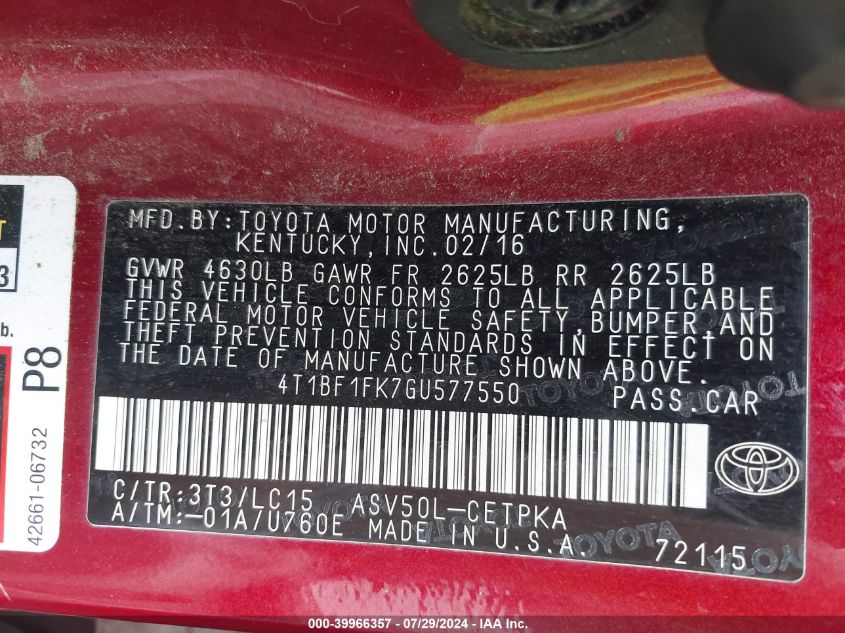 T
3
b.
P8
42661-06732
MFD.BY:TOYOTA MOTOR MANUFACTURING,
KENTUCKY,INC.02/16
GVWR 4630LB GAWR FR 2625LB RR 2625LB
THIS VEHICLE CONFORMS TO ALL APPLICABLE
FEDERAL MOTOR VEHICLE SAFETY,BUMPER,AND
THEFT PREVENTION STANDARDS IN EFFECT ON
THE DATE OF MANUFACTURE SHOWN ABOVE.
4T1BF1FK7GU577550 PASS.CAR
C/TR:3T3/LC15 ASV50L-CETPKA
A/TM:-01A/U760E MADE IN U.S.A. 72115
TOYOTA
000-39966357 - 07/29/2024 - IAA Inc.